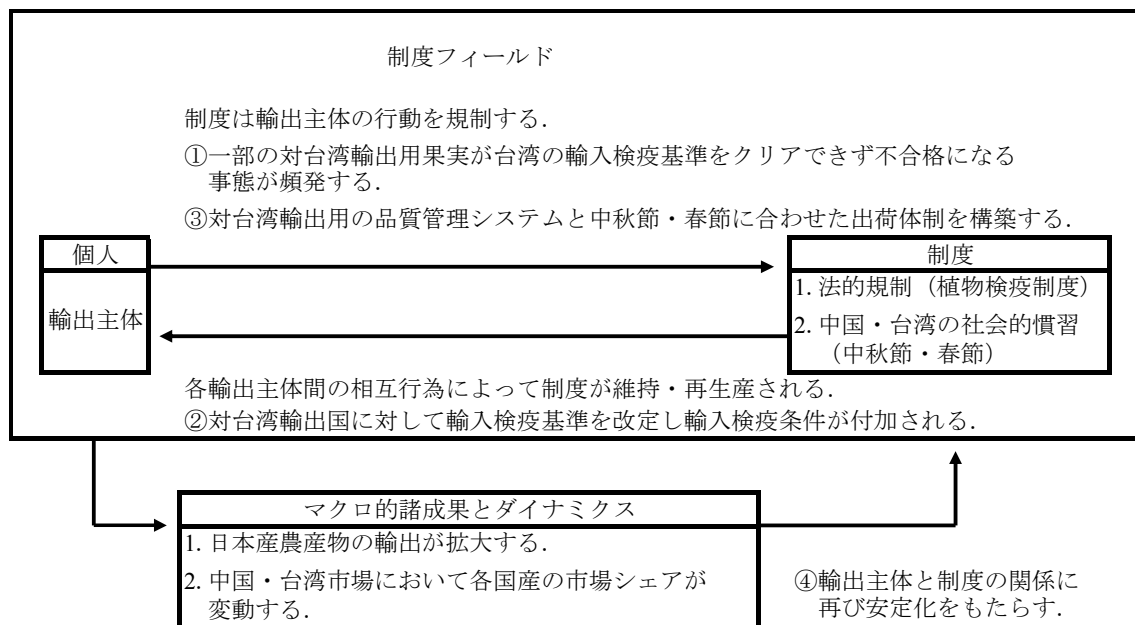 制度フィールド
制度は輸出主体の行動を規制する．
①一部の対台湾輸出用果実が台湾の輸入検疫基準をクリアできず不合格になる
事態が頻発する．
③対台湾輸出用の品質管理システムと中秋節・春節に合わせた出荷体制を構築する．
個人
輸出主体
制度
1. 法的規制（植物検疫制度）
2. 中国・台湾の社会的慣習
（中秋節・春節）
各輸出主体間の相互行為によって制度が維持・再生産される．
②対台湾輸出国に対して輸入検疫基準を改定し輸入検疫条件が付加される．
マクロ的諸成果とダイナミクス
1. 日本産農産物の輸出が拡大する．
2. 中国・台湾市場において各国産の市場シェアが
変動する．
④輸出主体と制度の関係に
再び安定化をもたらす．